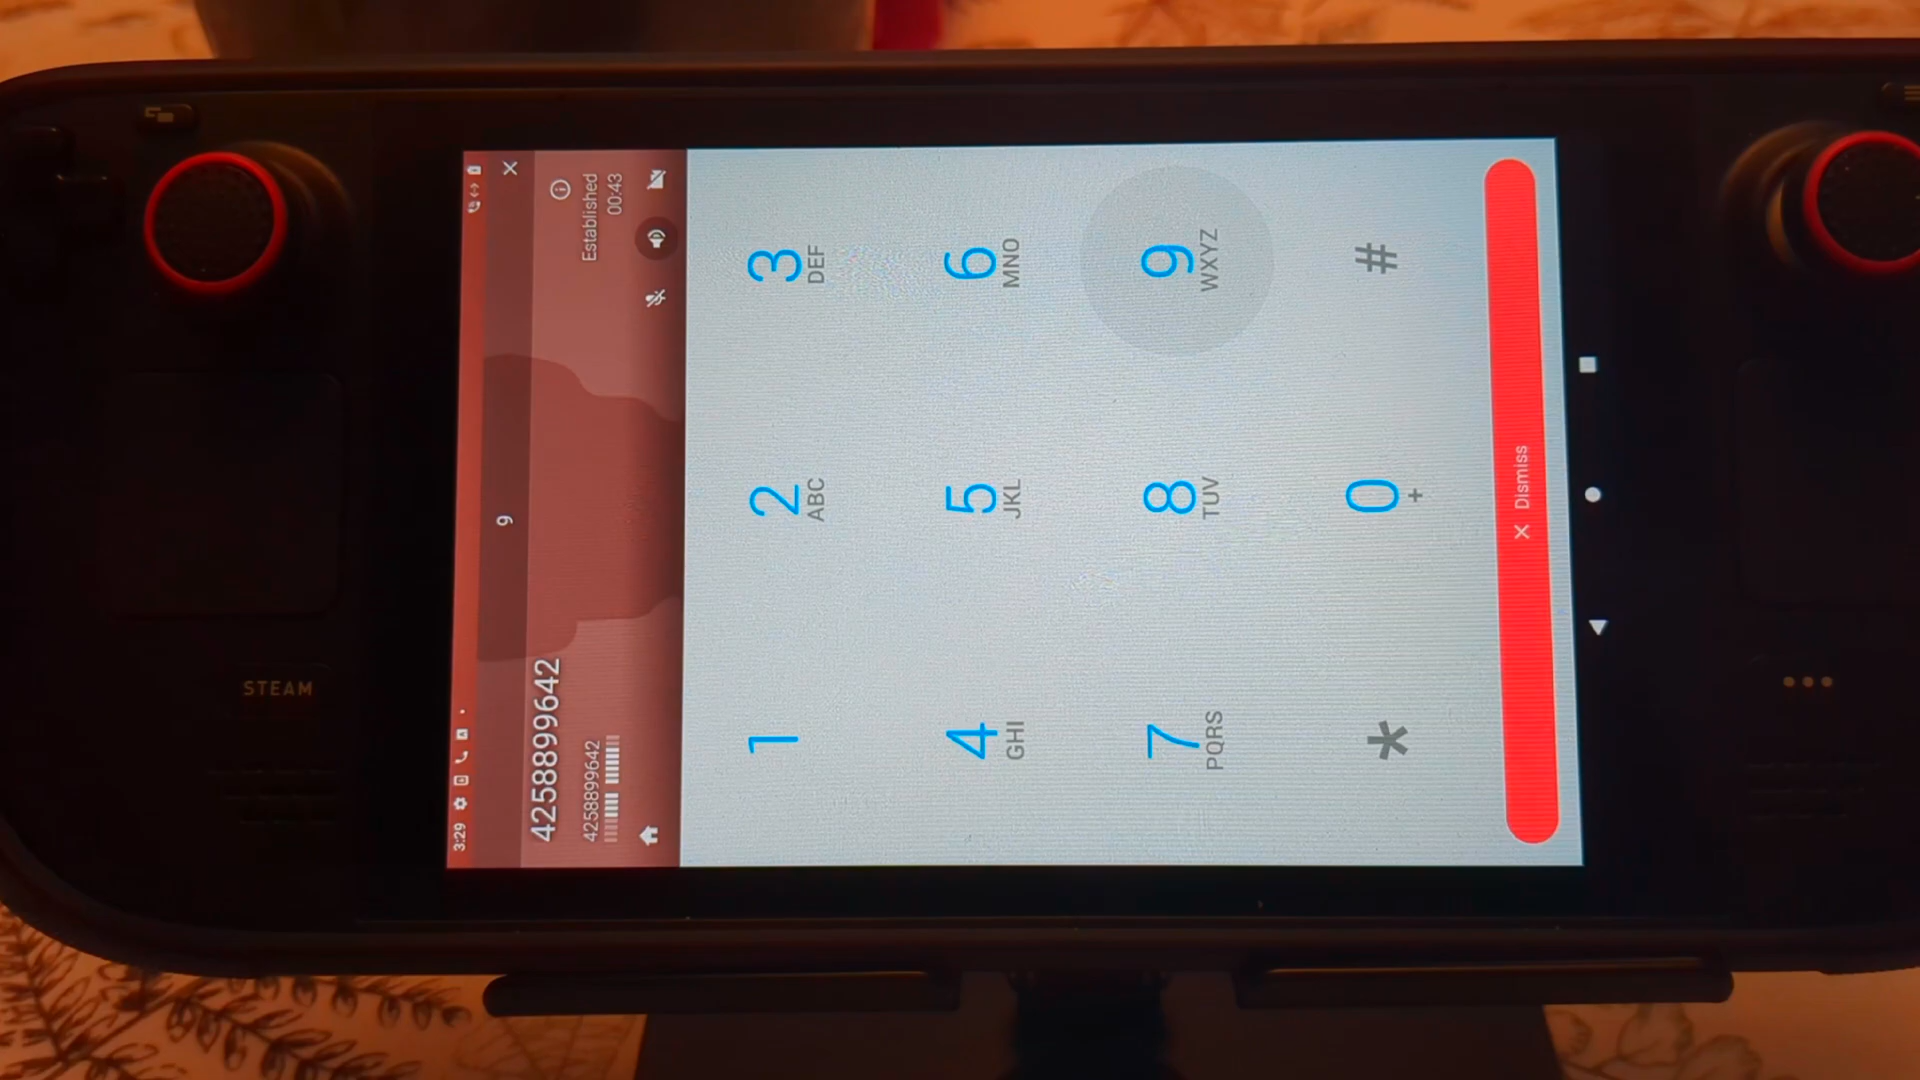 3:29
9
4258899642
4258899642
Established
00:43
1
2
ABC
3
DEF
4
GHI
5
JKL
6
MNO
7
PQRS
8
TUV
9
WXYZ
*
0
+
#
× Dismiss
STEAM